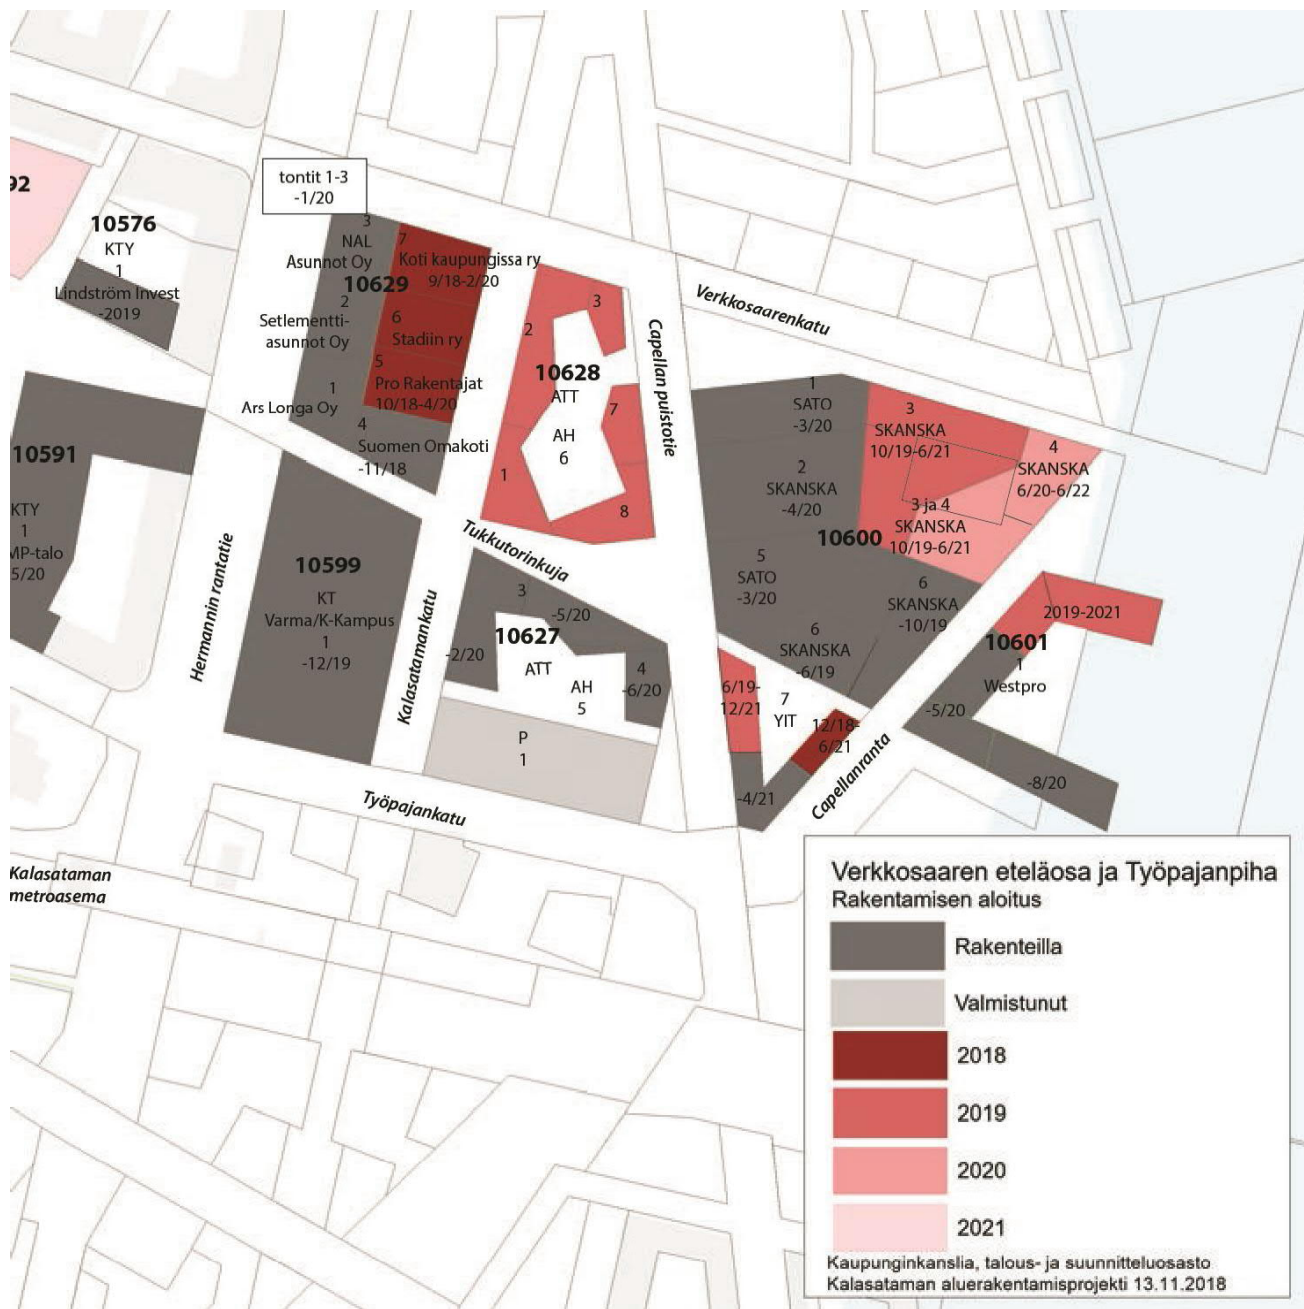 92
10576
KTY
1
Lindström Invest
-2019
tontit 1-3
-1/20
3
NAL
Asunnot Oy
10629
2
Setlementti-
asunnot Oy
1
Ars Longa Oy
7
Koti kaupungissa ry
9/18-2/20
6
Stadiin ry
5
Pro Rakentajat
10/18-4/20
4
Suomen Omakoti
-11/18
2
3
10628
ATT
7
AH
6
1
8
Capellan puistotie
Verkkosaarenkatu
1
SATO
-3/20
2
SKANSKA
-4/20
3
SKANSKA
10/19-6/21
4
SKANSKA
6/20-6/22
3 ja 4
SKANSKA
10/19-6/21
10600
5
SATO
-3/20
6
SKANSKA
-10/19
6
SKANSKA
-6/19
10591
KTY
1
MP-talo
5/20
Hermannin rantatie
10599
KT
Varma/K-Kampus
1
-12/19
Kalasatamankatu
Tukkutorinkuja
3
-5/20
10627
-2/20
ATT
4
-6/20
AH
5
P
1
2019-2021
10601
1
Westpro
-5/20
-8/20
6/19-
12/21
7
YIT
12/18-
6/21
-4/21
Capellanranta
Työpajankatu
Kalasataman
metroasema
Verkkosaaren eteläosa ja Työpajanpiha
Rakentamisen aloitus
Rakenteilla
Valmistunut
2018
2019
2020
2021
Kaupunginkanslia, talous- ja suunnitteluosasto
Kalasataman aluerakentamisprojekti 13.11.2018